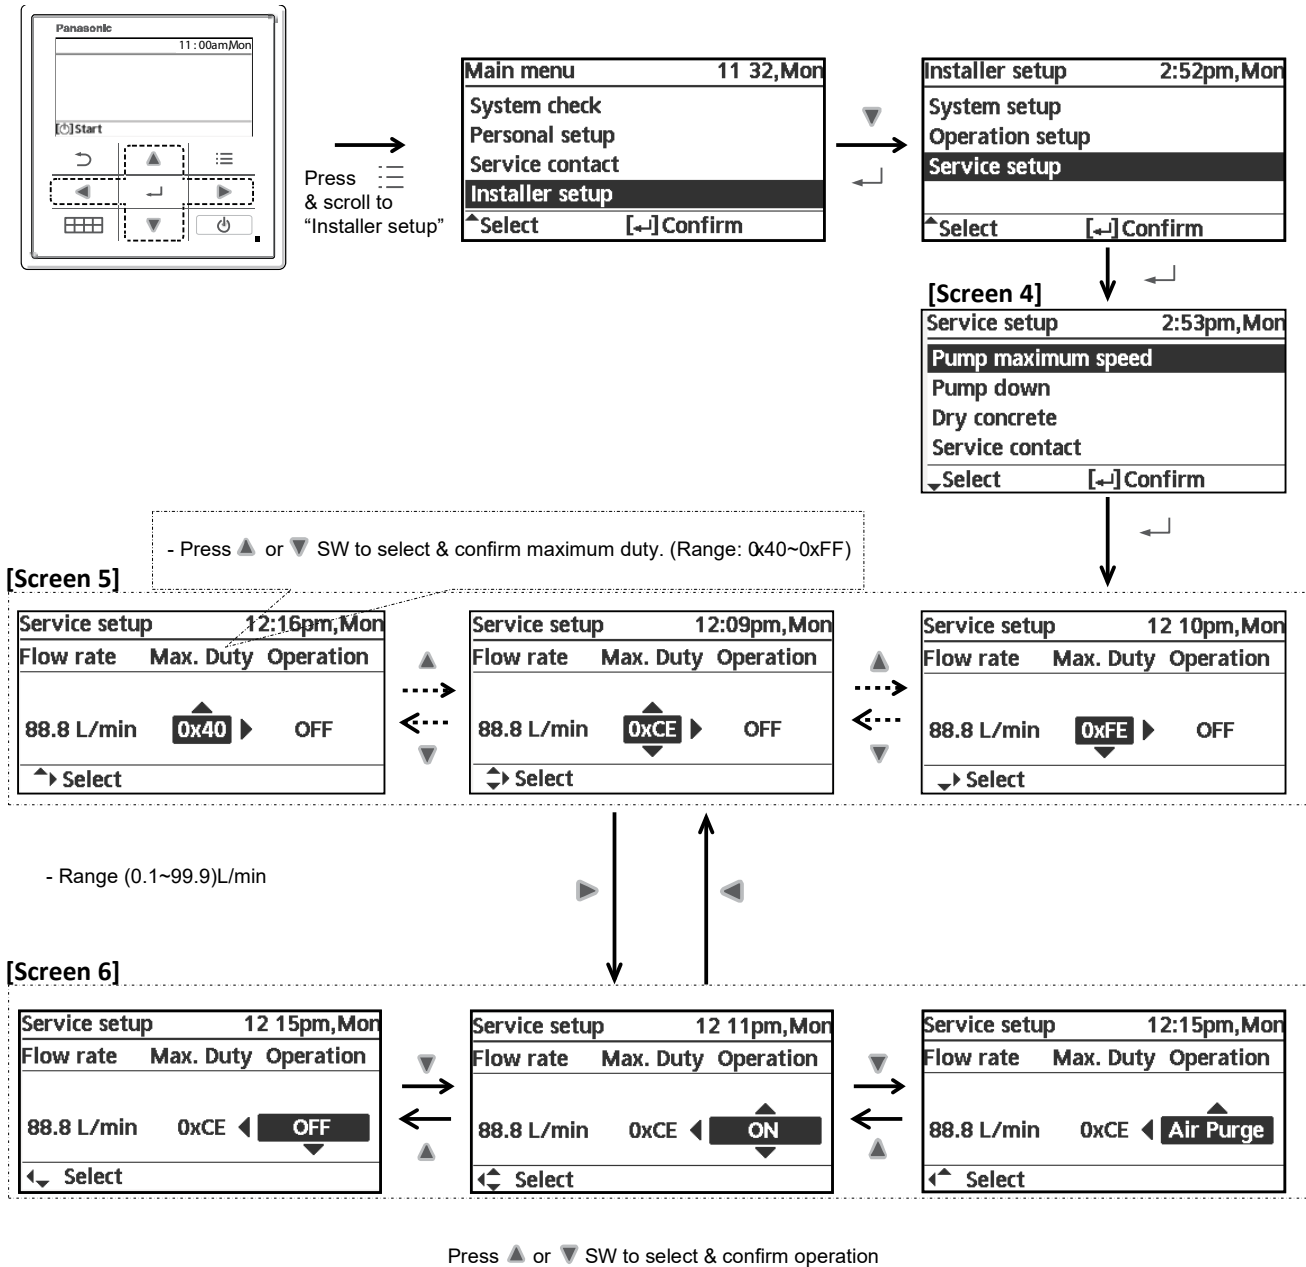 Panasonic
11:00am,Mon
[⏻]Start
Press
& scroll to
“Installer setup”
Main menu 11 32,Mon
System check
Personal setup
Service contact
Installer setup
Select [↵]Confirm
Installer setup 2:52pm,Mon
System setup
Operation setup
Service setup
Select [↵]Confirm
[Screen 4]
Service setup 2:53pm,Mon
Pump maximum speed
Pump down
Dry concrete
Service contact
Select [↵]Confirm
- Press ▲ or ▼ SW to select & confirm maximum duty. (Range: 0x40~0xFF)
[Screen 5]
Service setup 12:16pm,Mon
Flow rate Max. Duty Operation
88.8 L/min 0x40 OFF
Select
Service setup 12:09pm,Mon
Flow rate Max. Duty Operation
88.8 L/min 0xCE OFF
Select
Service setup 12 10pm,Mon
Flow rate Max. Duty Operation
88.8 L/min 0xFE OFF
Select
- Range (0.1~99.9)L/min
[Screen 6]
Service setup 12 15pm,Mon
Flow rate Max. Duty Operation
88.8 L/min 0xCE OFF
Select
Service setup 12 11pm,Mon
Flow rate Max. Duty Operation
88.8 L/min 0xCE ON
Select
Service setup 12:15pm,Mon
Flow rate Max. Duty Operation
88.8 L/min 0xCE Air Purge
Select
Press ▲ or ▼ SW to select & confirm operation